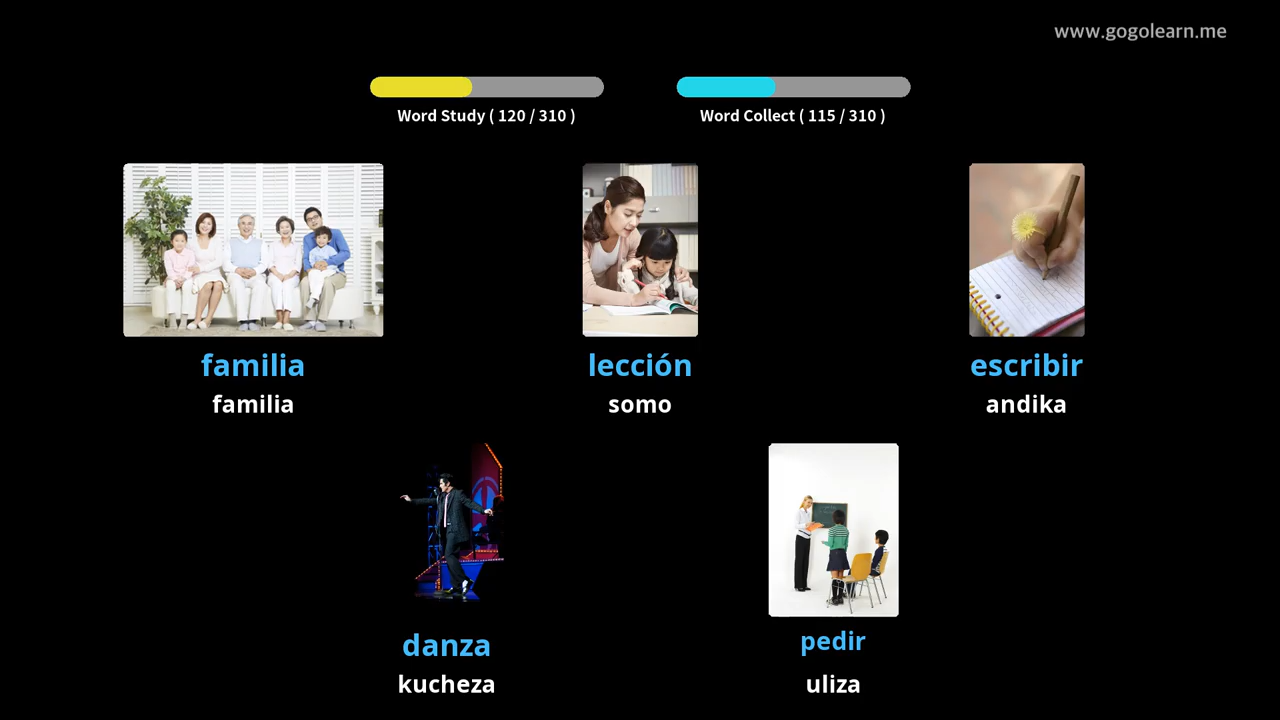 www.gogolearn.me
Word Study ( 120 / 310 )
Word Collect ( 115 / 310 )
familia
familia
lección
somo
escribir
andika
danza
kucheza
pedir
uliza